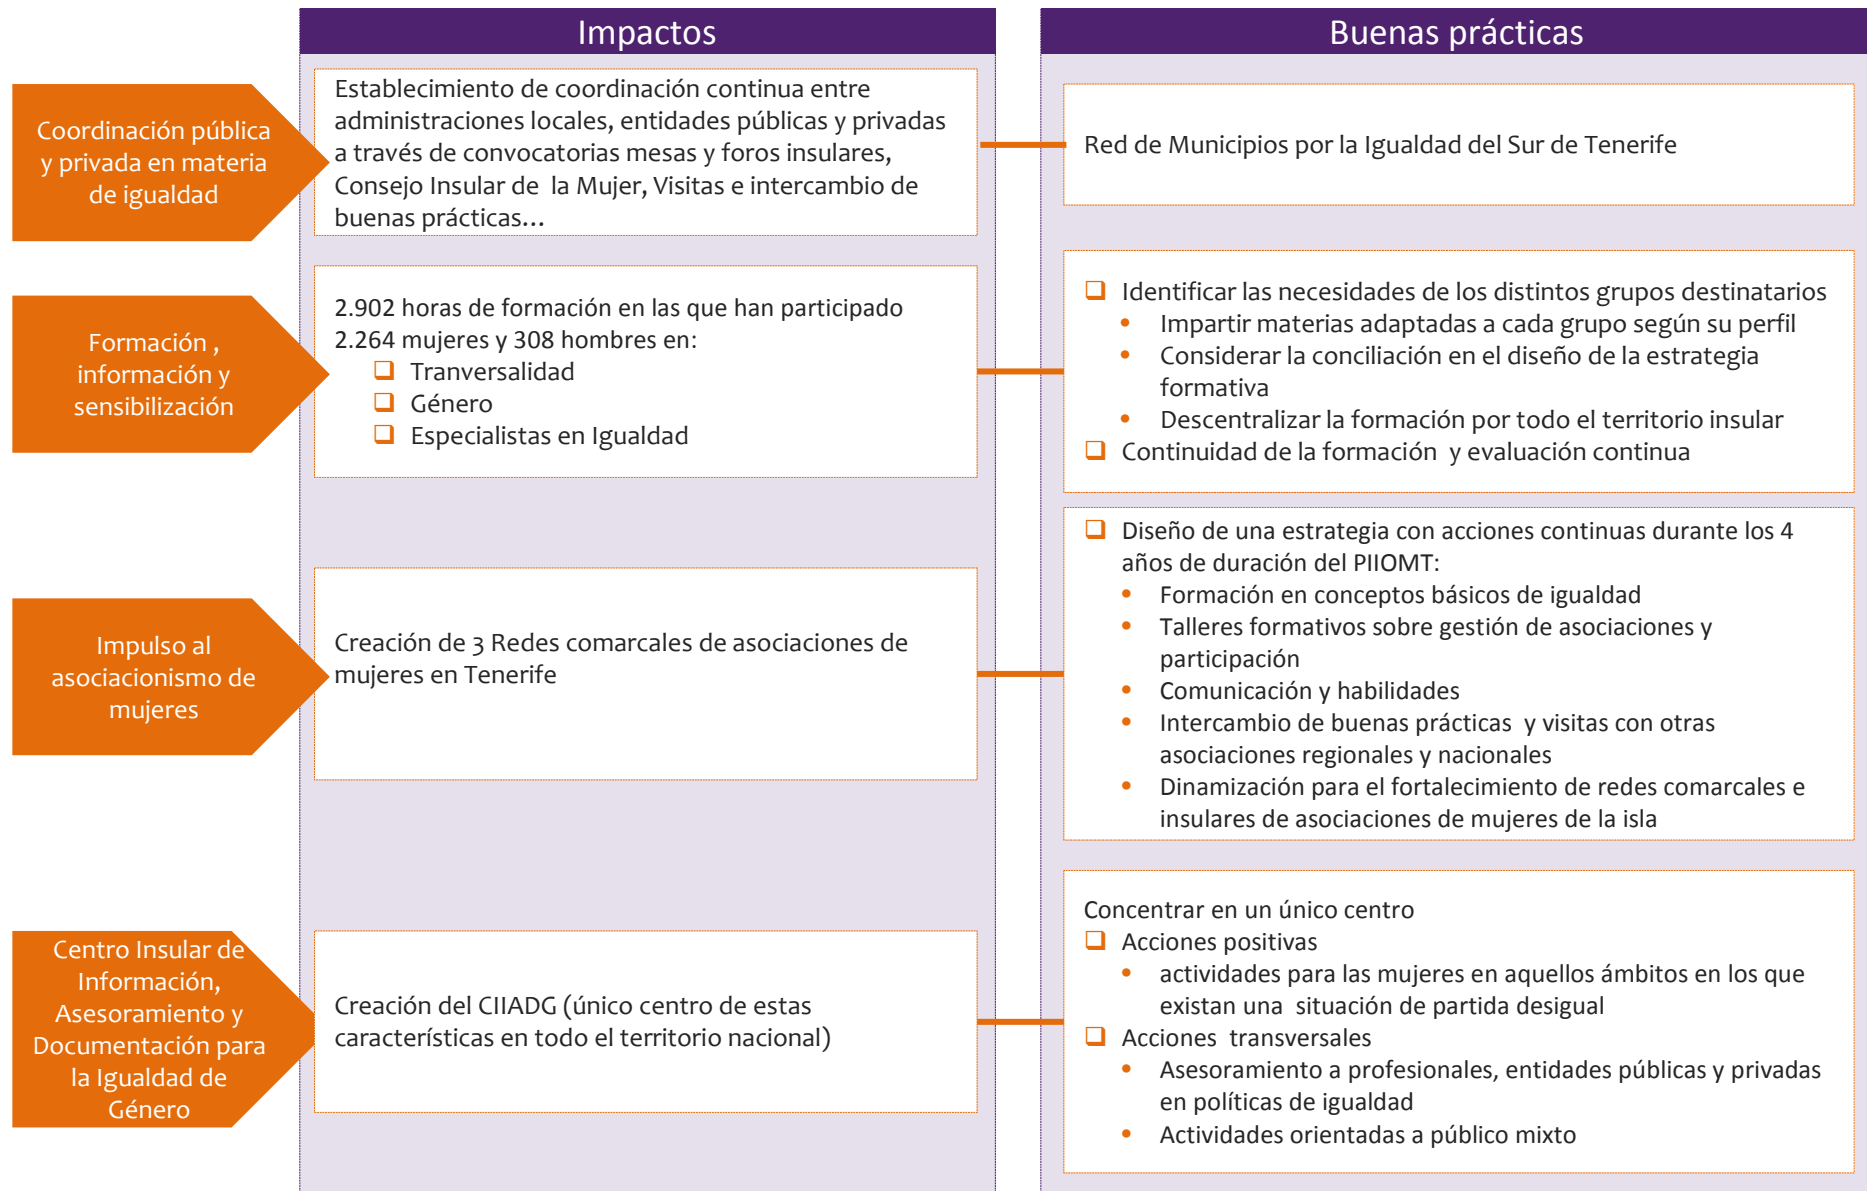 Impactos
Buenas prácticas
Coordinación pública
y privada en materia
de igualdad
Establecimiento de coordinación continua entre
administraciones locales, entidades públicas y privadas
a través de convocatorias mesas y foros insulares,
Consejo Insular de  la Mujer, Visitas e intercambio de
buenas prácticas…
Red de Municipios por la Igualdad del Sur de Tenerife
Formación ,
información y
sensibilización
2.902 horas de formación en las que han participado
2.264 mujeres y 308 hombres en:
❑ Tranversalidad
❑ Género
❑ Especialistas en Igualdad
❑ Identificar las necesidades de los distintos grupos destinatarios
• Impartir materias adaptadas a cada grupo según su perfil
• Considerar la conciliación en el diseño de la estrategia
formativa
• Descentralizar la formación por todo el territorio insular
❑ Continuidad de la formación  y evaluación continua
Impulso al
asociacionismo de
mujeres
Creación de 3 Redes comarcales de asociaciones de
mujeres en Tenerife
❑ Diseño de una estrategia con acciones continuas durante los 4
años de duración del PIIOMT:
• Formación en conceptos básicos de igualdad
• Talleres formativos sobre gestión de asociaciones y
participación
• Comunicación y habilidades
• Intercambio de buenas prácticas  y visitas con otras
asociaciones regionales y nacionales
• Dinamización para el fortalecimiento de redes comarcales e
insulares de asociaciones de mujeres de la isla
Centro Insular de
Información,
Asesoramiento y
Documentación para
la Igualdad de
Género
Creación del CIIADG (único centro de estas
características en todo el territorio nacional)
Concentrar en un único centro
❑ Acciones positivas
• actividades para las mujeres en aquellos ámbitos en los que
existan una  situación de partida desigual
❑ Acciones  transversales
• Asesoramiento a profesionales, entidades públicas y privadas
en políticas de igualdad
• Actividades orientadas a público mixto